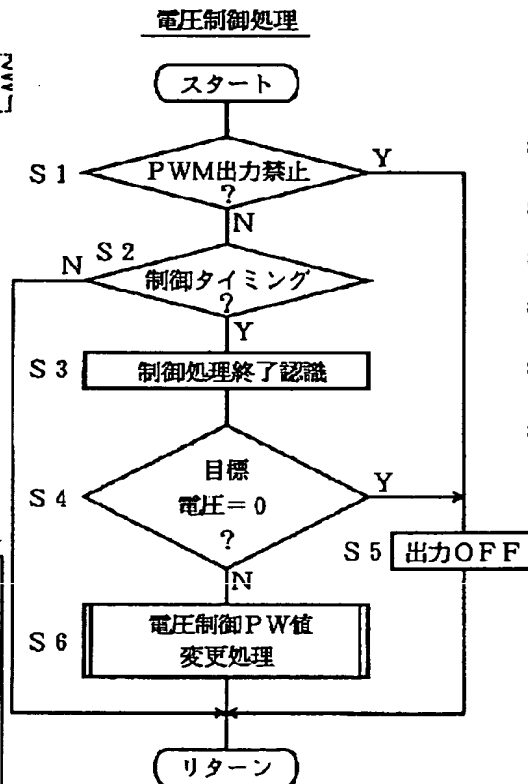 電圧制御処理
スタート
S1
PWM出力禁止
?
Y
N
S2
N
制御タイミング
?
Y
S3
制御処理終了認識
S4
目標
電圧=0
?
Y
N
S5
出力OFF
S6
電圧制御PW値
変更処理
リターン